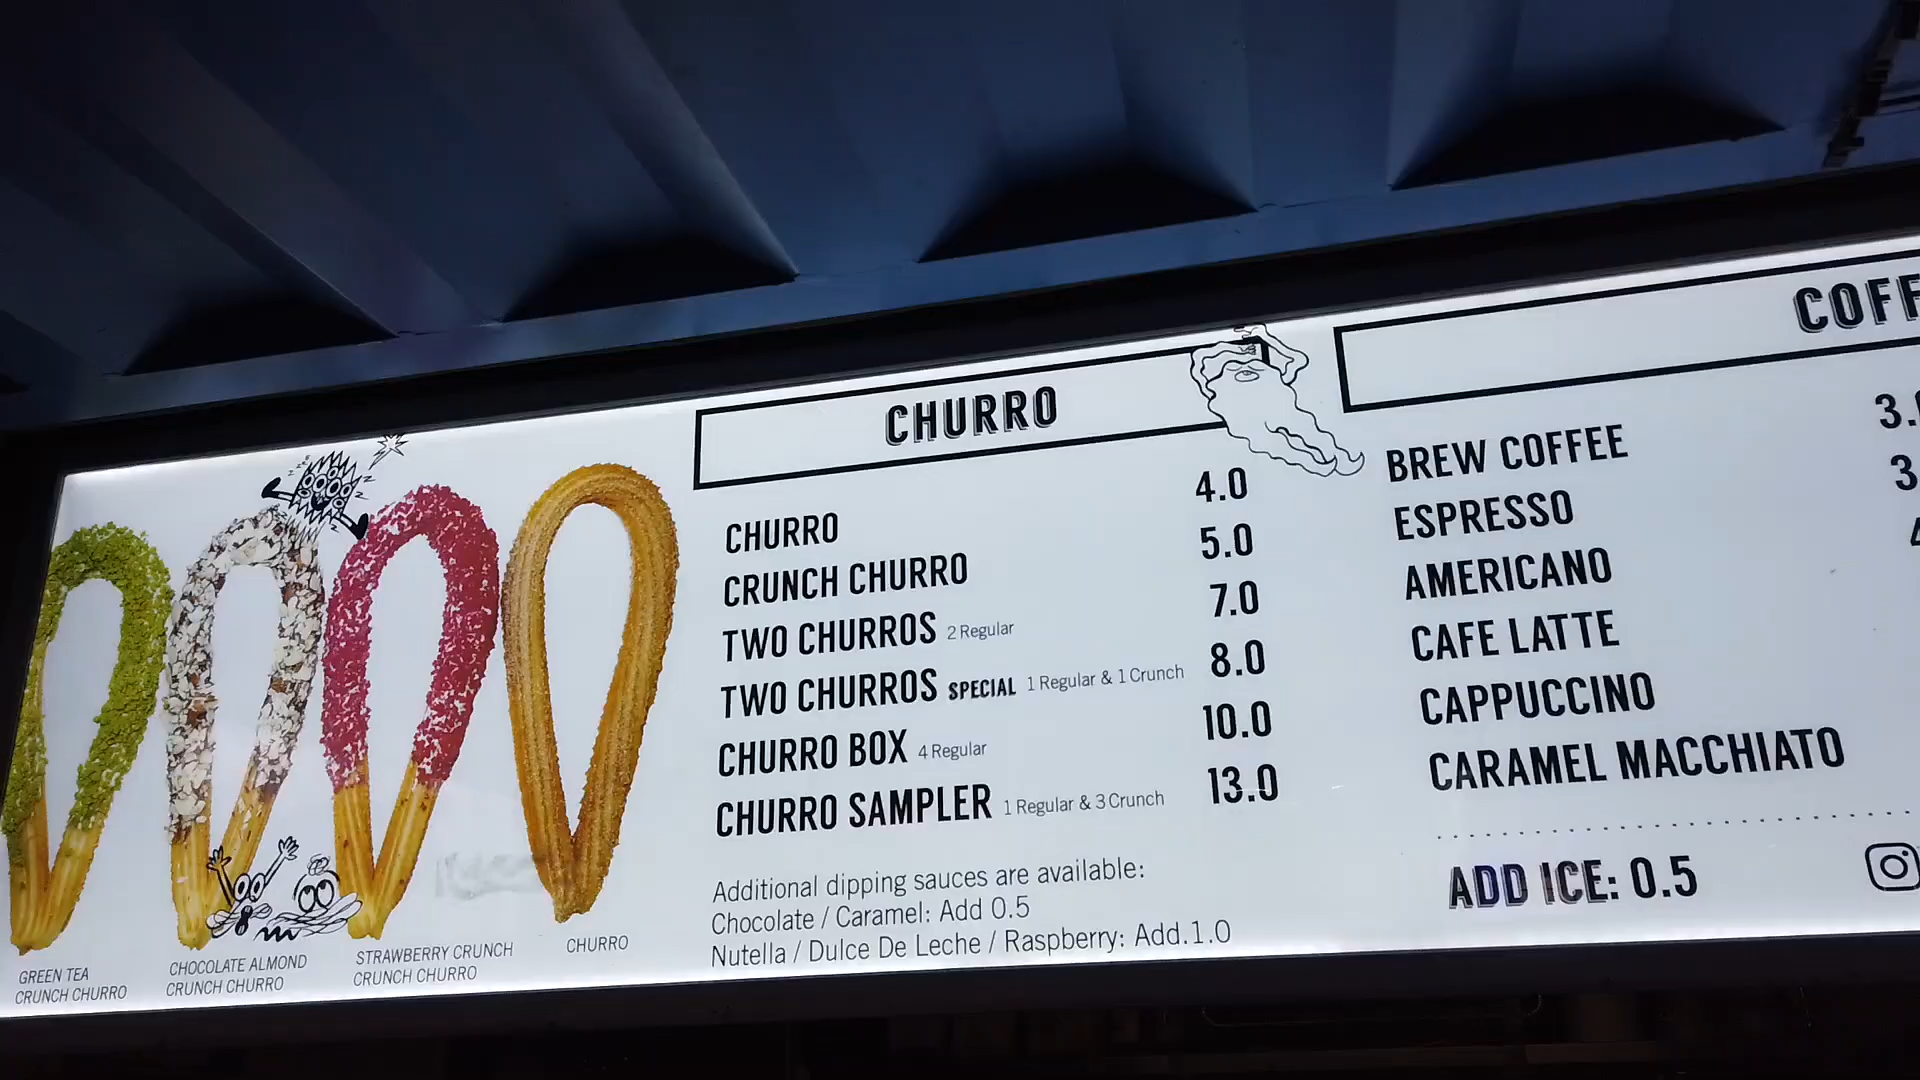 CHURRO
CHURRO 4.0
CRUNCH CHURRO 5.0
TWO CHURROS 2 Regular 7.0
TWO CHURROS SPECIAL 1 Regular & 1 Crunch 8.0
CHURRO BOX 4 Regular 10.0
CHURRO SAMPLER 1 Regular & 3 Crunch 13.0
Additional dipping sauces are available:
Chocolate / Caramel: Add 0.5
Nutella / Dulce De Leche / Raspberry: Add.1.0
GREEN TEA
CRUNCH CHURRO
CHOCOLATE ALMOND
CRUNCH CHURRO
STRAWBERRY CRUNCH
CRUNCH CHURRO
CHURRO
COFF
BREW COFFEE
ESPRESSO
AMERICANO
CAFE LATTE
CAPPUCCINO
CARAMEL MACCHIATO
ADD ICE: 0.5